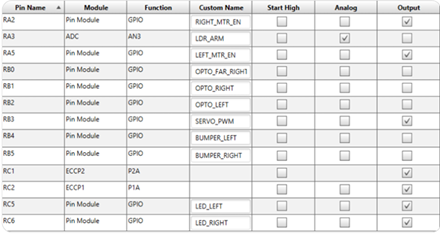 Pin Name Module Function Custom Name Start High Analog Output
RA2 Pin Module GPIO RIGHT_MTR_EN
RA3 ADC AN3 LDR_ARM
RA5 Pin Module GPIO LEFT_MTR_EN
RB0 Pin Module GPIO OPTO_FAR_RIGH1
RB1 Pin Module GPIO OPTO_RIGHT
RB2 Pin Module GPIO OPTO_LEFT
RB3 Pin Module GPIO SERVO_PWM
RB4 Pin Module GPIO BUMPER_LEFT
RB5 Pin Module GPIO BUMPER_RIGHT
RC1 ECCP2 P2A
RC2 ECCP1 P1A
RC5 Pin Module GPIO LED_LEFT
RC6 Pin Module GPIO LED_RIGHT